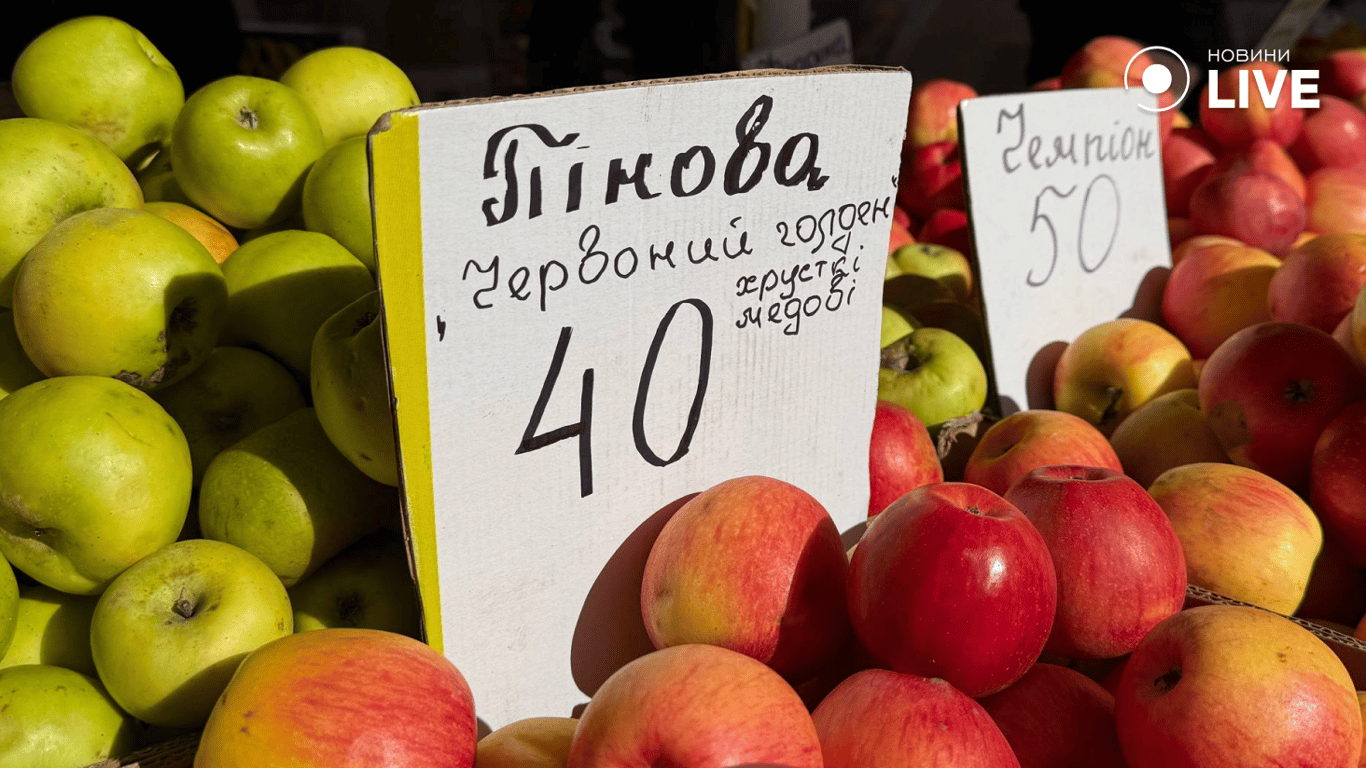 Пінова
Червоний голоден
хрусткі
медові
40
Чемпіон
50
НОВИНИ
LIVE